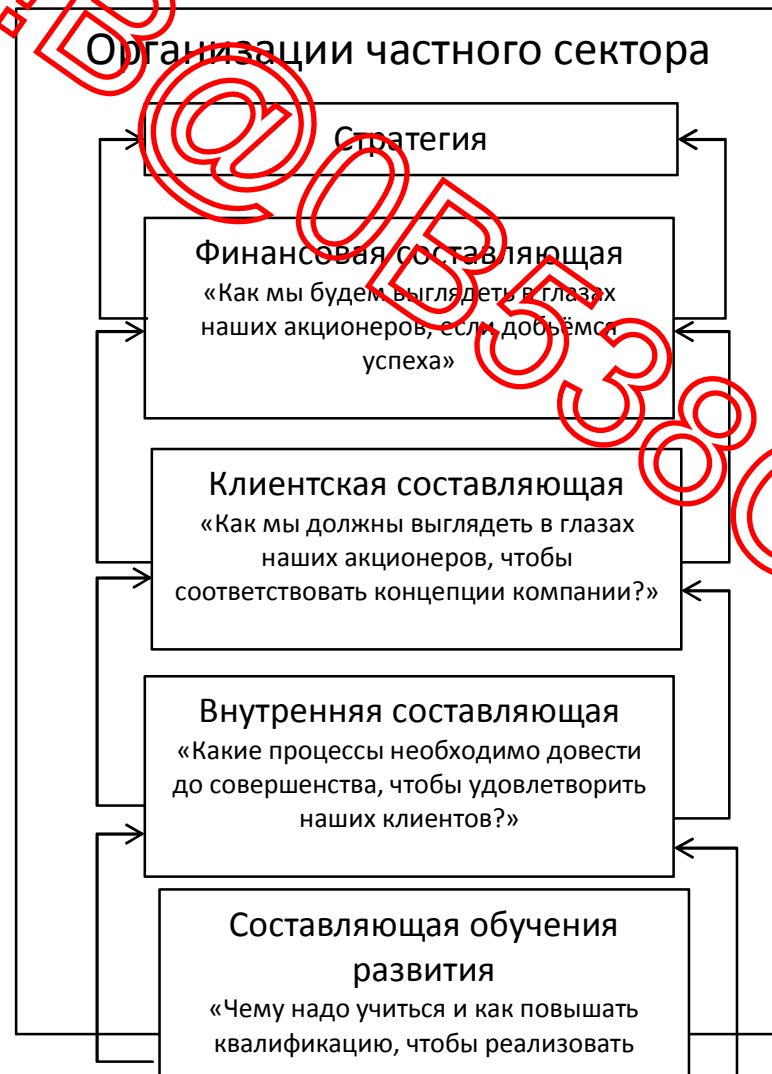 Организации частного сектора
Стратегия
Финансовая составляющая
«Как мы будем выглядеть в глазах
наших акционеров, если добьёмся
успеха»
Клиентская составляющая
«Как мы должны выглядеть в глазах
наших акционеров, чтобы
соответствовать концепции компании?»
Внутренняя составляющая
«Какие процессы необходимо довести
до совершенства, чтобы удовлетворить
наших клиентов?»
Составляющая обучения
развития
«Чему надо учиться и как повышать
квалификацию, чтобы реализовать
B@0B538